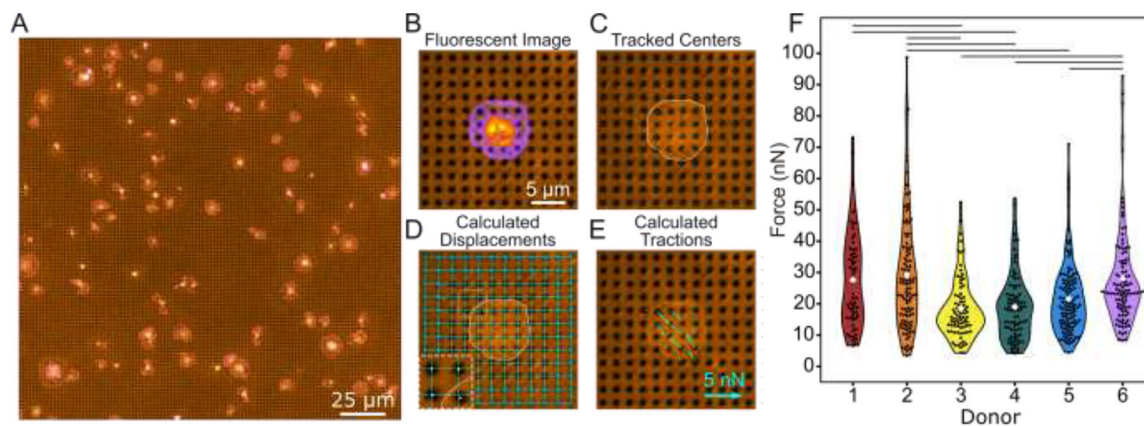 A
25 µm
B
Fluorescent Image
5 µm
C
Tracked Centers
D
Calculated
Displacements
E
Calculated
Tractions
5 nN
F
Force (nN)
100
90
80
70
60
50
40
30
20
10
0
1 2 3 4 5 6
Donor